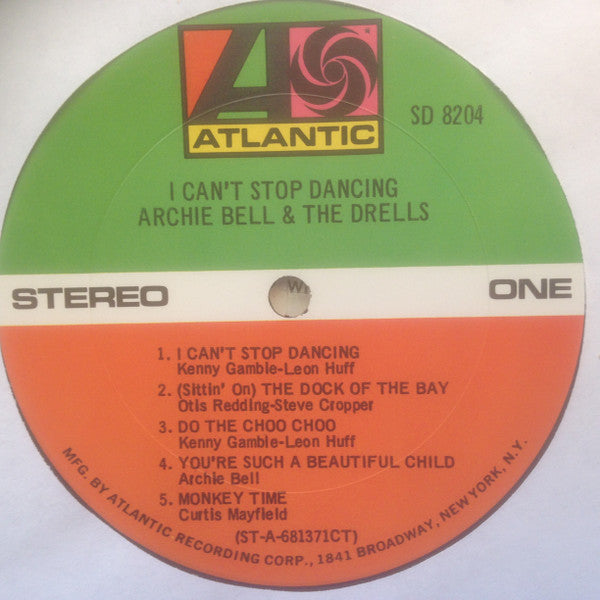 ATLANTIC
SD 8204
I CAN'T STOP DANCING
ARCHIE BELL & THE DRELLS
STEREO
ONE
1. I CAN'T STOP DANCING
Kenny Gamble-Leon Huff
2. (Sittin' On) THE DOCK OF THE BAY
Otis Redding-Steve Cropper
3. DO THE CHOO CHOO
Kenny Gamble-Leon Huff
4. YOU'RE SUCH A BEAUTIFUL CHILD
Archie Bell
5. MONKEY TIME
Curtis Mayfield
(ST-A-681371CT)
MFG. BY ATLANTIC RECORDING CORP., 1841 BROADWAY, NEW YORK, N.Y.